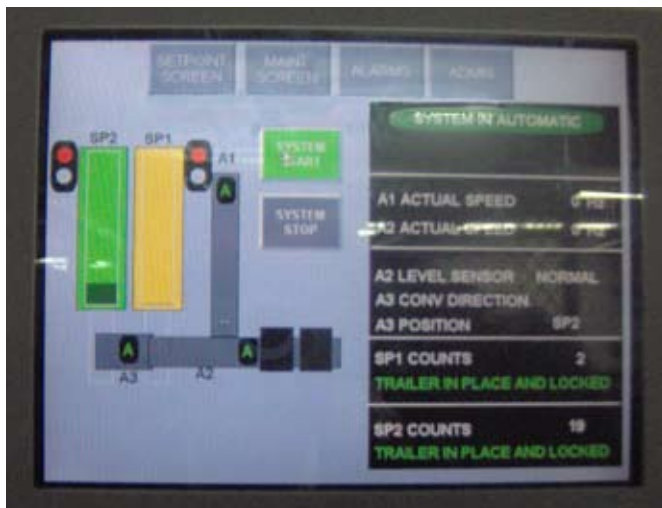 SETPOINT SCREEN
MAINT SCREEN
ALARMS
ADMIN
SYSTEM START
SYSTEM STOP
SP2
SP1
A1
A
A
A
A3
A2
SYSTEM IN AUTOMATIC
A1 ACTUAL SPEED 0 Hz
A2 ACTUAL SPEED 0 Hz
A2 LEVEL SENSOR NORMAL
A3 CONV DIRECTION
A3 POSITION SP2
SP1 COUNTS 2
TRAILER IN PLACE AND LOCKED
SP2 COUNTS 19
TRAILER IN PLACE AND LOCKED